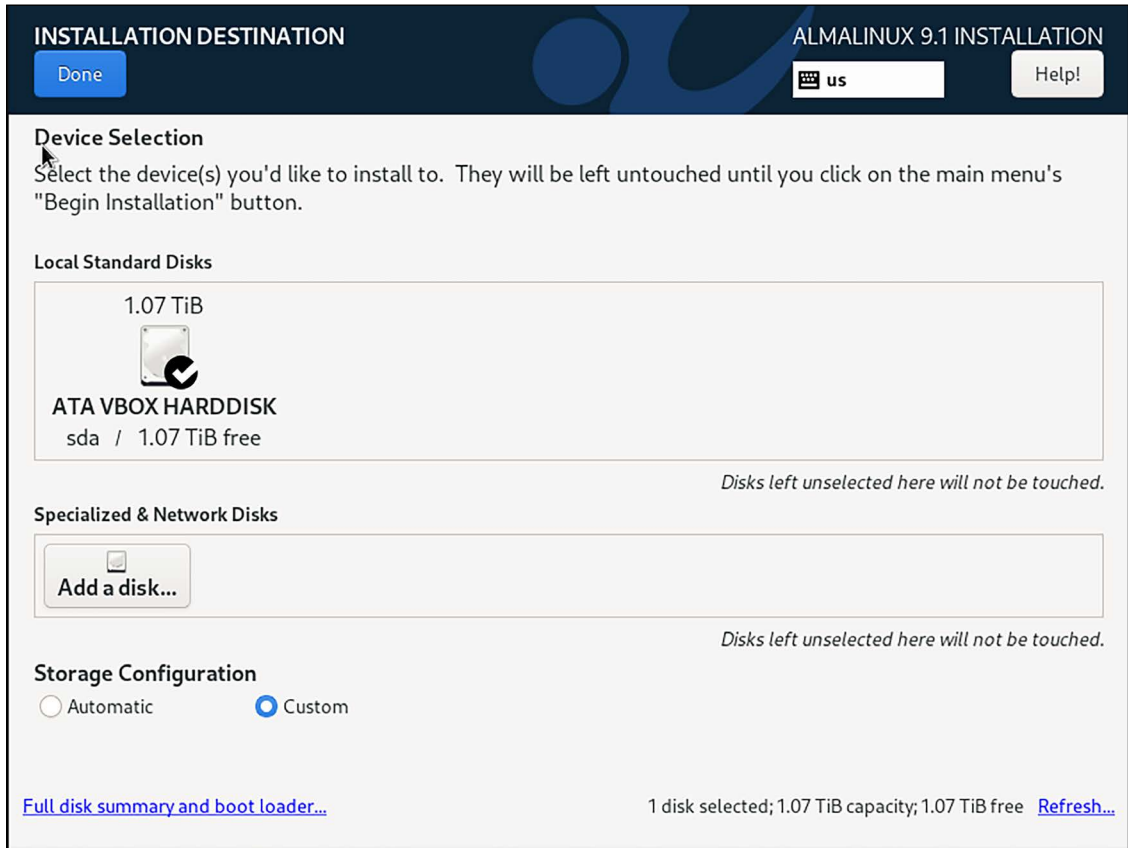 INSTALLATION DESTINATION
ALMALINUX 9.1 INSTALLATION
Done
us
Help!
Device Selection
Select the device(s) you'd like to install to.  They will be left untouched until you click on the main menu's
"Begin Installation" button.
Local Standard Disks
1.07 TiB
ATA VBOX HARDDISK
sda / 1.07 TiB free
Disks left unselected here will not be touched.
Specialized & Network Disks
Add a disk...
Disks left unselected here will not be touched.
Storage Configuration
Automatic
Custom
Full disk summary and boot loader...
1 disk selected; 1.07 TiB capacity; 1.07 TiB free
Refresh...